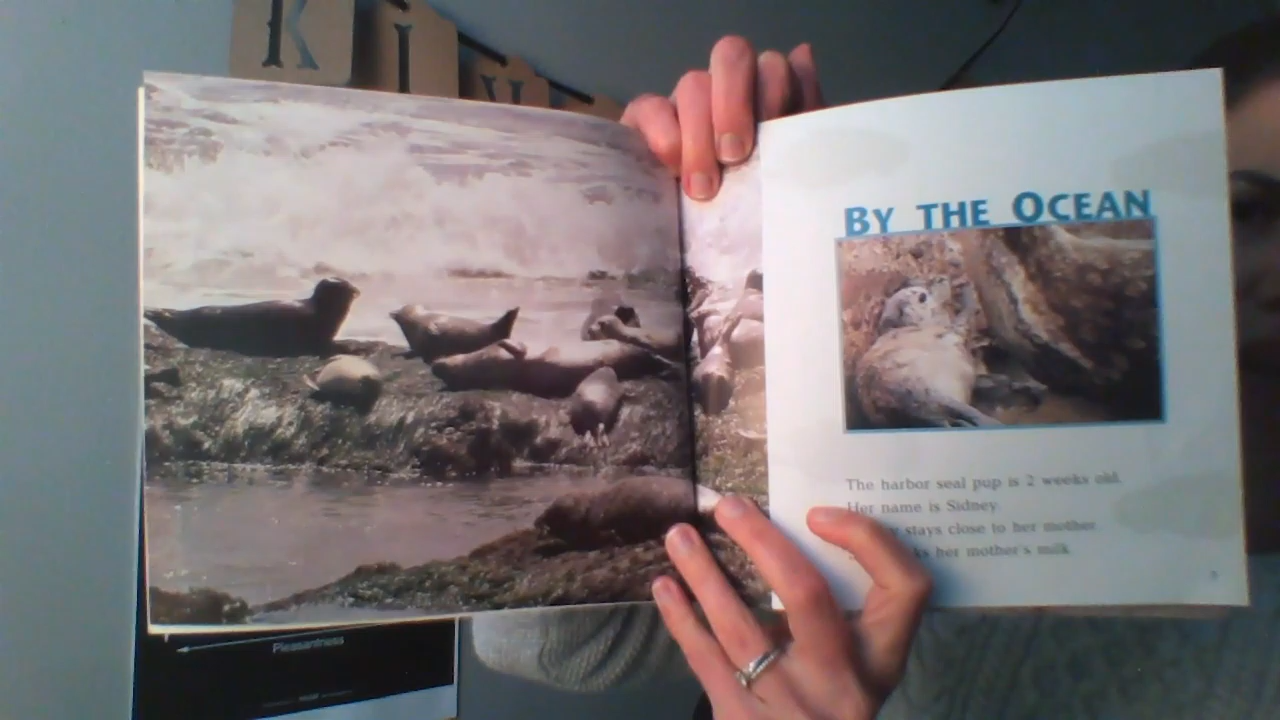 Ki
BY THE OCEAN
The harbor seal pup is 2 weeks old.
Her name is Sidney.
stays close to her mother.
her mother's milk.
Pleasantness